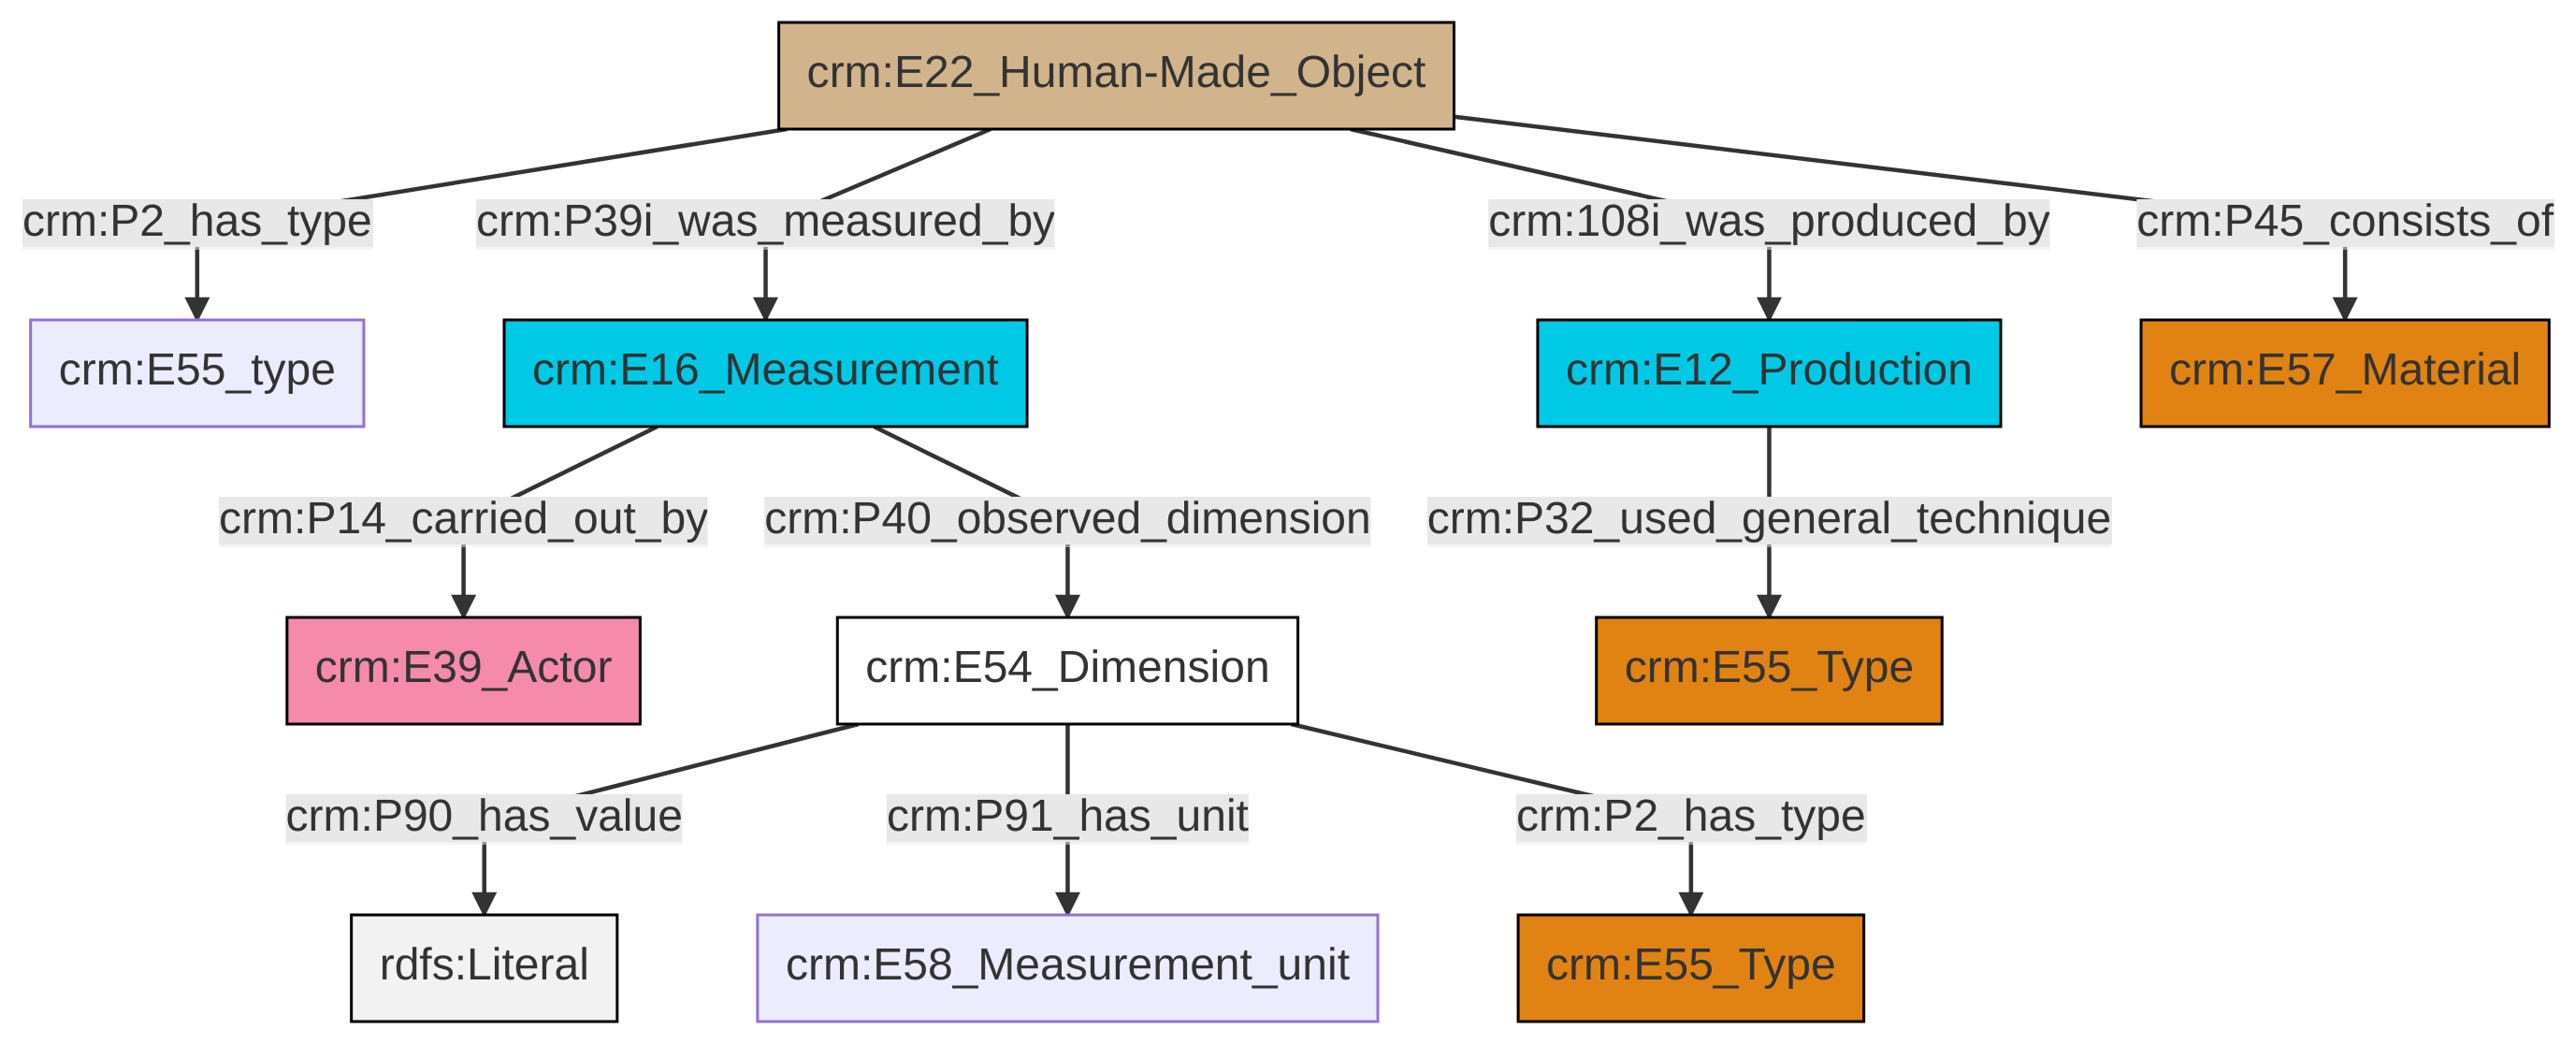 crm:E22_Human-Made_Object
crm:P2_has_type
crm:P39i_was_measured_by
crm:108i_was_produced_by
crm:P45_consists_of
crm:E55_type
crm:E16_Measurement
crm:E12_Production
crm:E57_Material
crm:P14_carried_out_by
crm:P40_observed_dimension
crm:P32_used_general_technique
crm:E39_Actor
crm:E54_Dimension
crm:E55_Type
crm:P90_has_value
crm:P91_has_unit
crm:P2_has_type
rdfs:Literal
crm:E58_Measurement_unit
crm:E55_Type